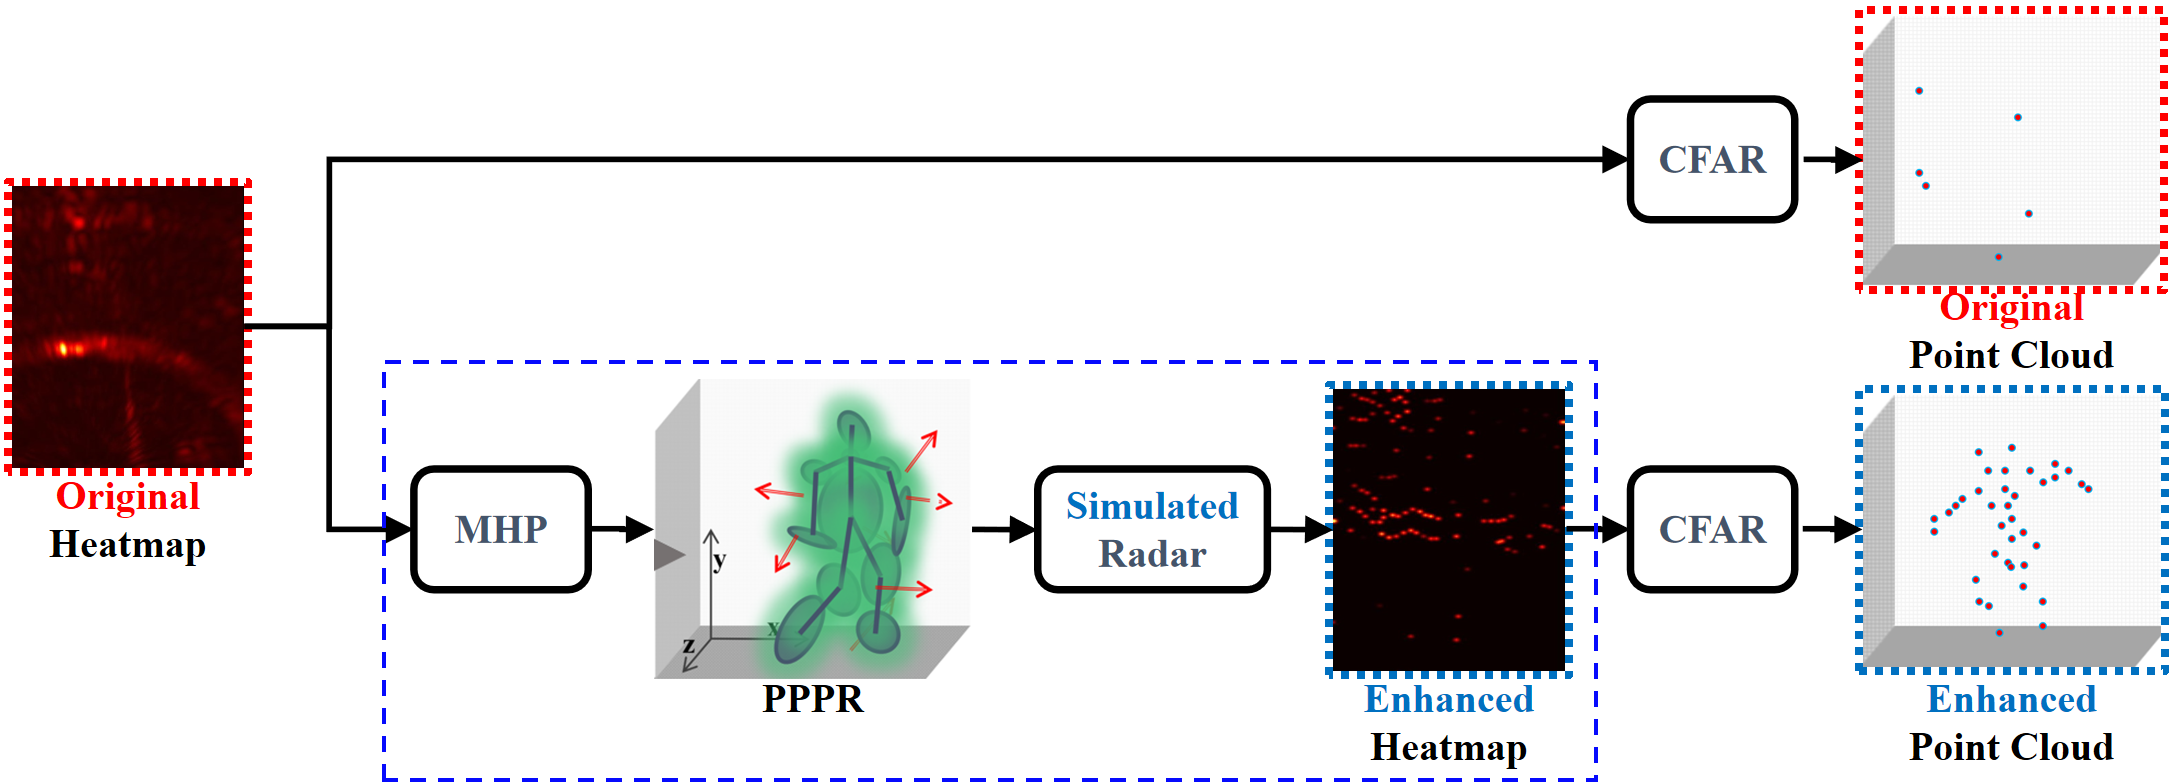 CFAR
Original
Point Cloud
Original
Heatmap
MHP
y
x
z
PPPR
Simulated
Radar
Enhanced
Heatmap
CFAR
Enhanced
Point Cloud